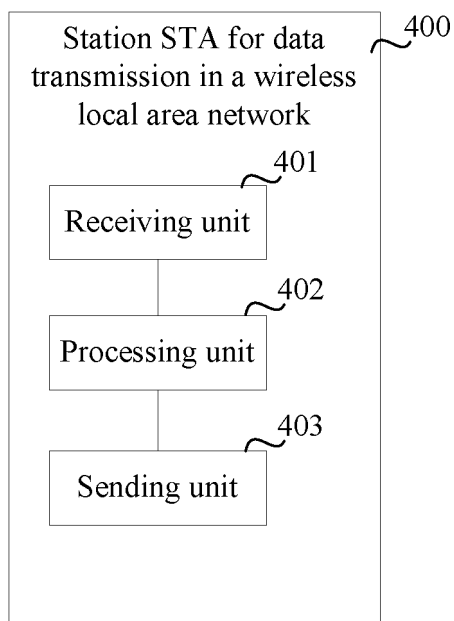 Station STA for data
transmission in a wireless
local area network
400
401
Receiving unit
402
Processing unit
403
Sending unit